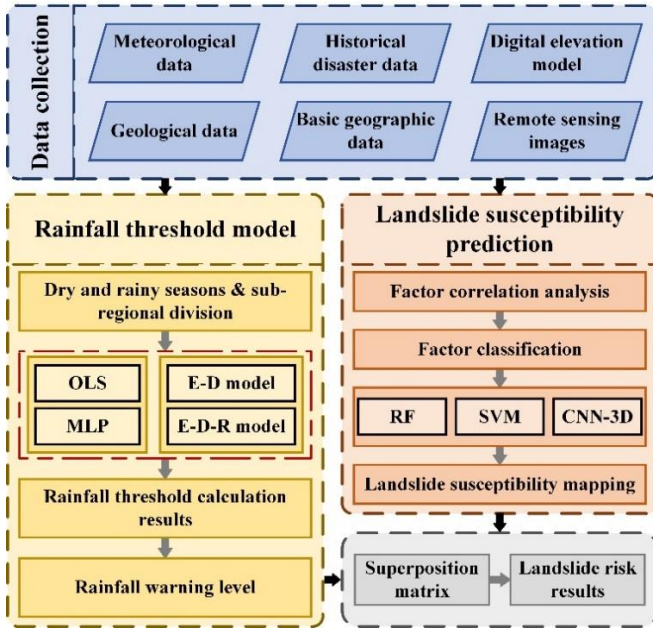 Data collection
Meteorological
data
Historical
disaster data
Digital elevation
model
Geological data
Basic geographic
data
Remote sensing
images
Rainfall threshold model
Dry and rainy seasons & sub-
regional division
OLS
E-D model
MLP
E-D-R model
Rainfall threshold calculation
results
Rainfall warning level
Landslide susceptibility
prediction
Factor correlation analysis
Factor classification
RF
SVM
CNN-3D
Landslide susceptibility mapping
Superposition
matrix
Landslide risk
results